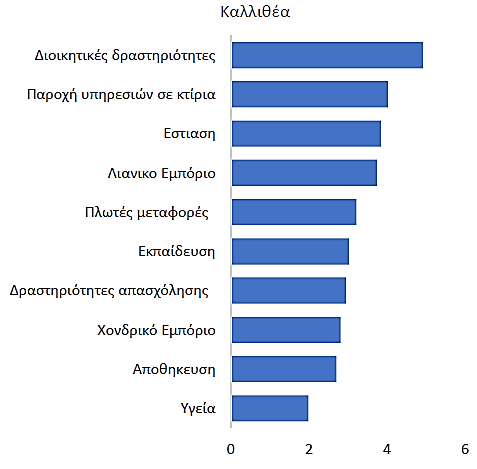 Καλλιθέα
Διοικητικές δραστηριότητες
Παροχή υπηρεσιών σε κτίρια
Εστιαση
Λιανικο Εμπόριο
Πλωτές μεταφορές
Εκπαίδευση
Δραστηριότητες απασχόλησης
Χονδρικό Εμπόριο
Αποθηκευση
Υγεία
0 2 4 6